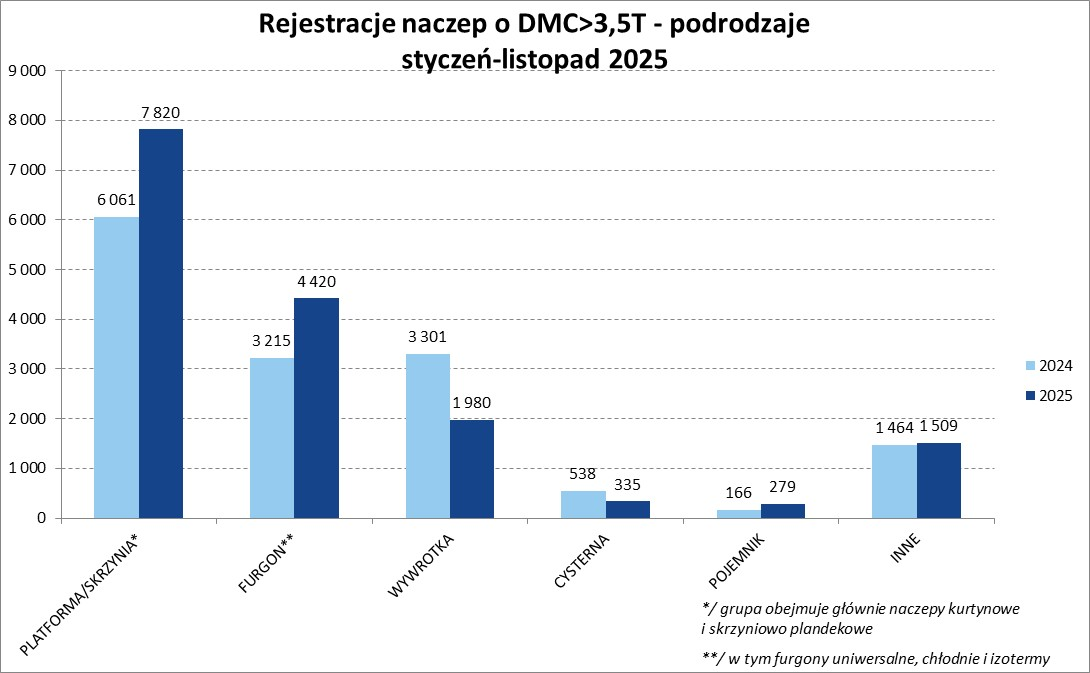 Rejestracje naczep o DMC>3,5T - podrodzaje
styczeń-listopad 2025
9 000
8 000
7 000
6 000
5 000
4 000
3 000
2 000
1 000
0
6 061
7 820
3 215
4 420
3 301
1 980
538
335
166
279
1 464
1 509
2024
2025
PLATFORMA/SKRZYNIA*
FURGON**
WYWROTKA
CYSTERNA
POJEMNIK
INNE
*/ grupa obejmuje głównie naczepy kurtynowe
i skrzyniowo plandekowe
**/ w tym furgony uniwersalne, chłodnie i izotermy